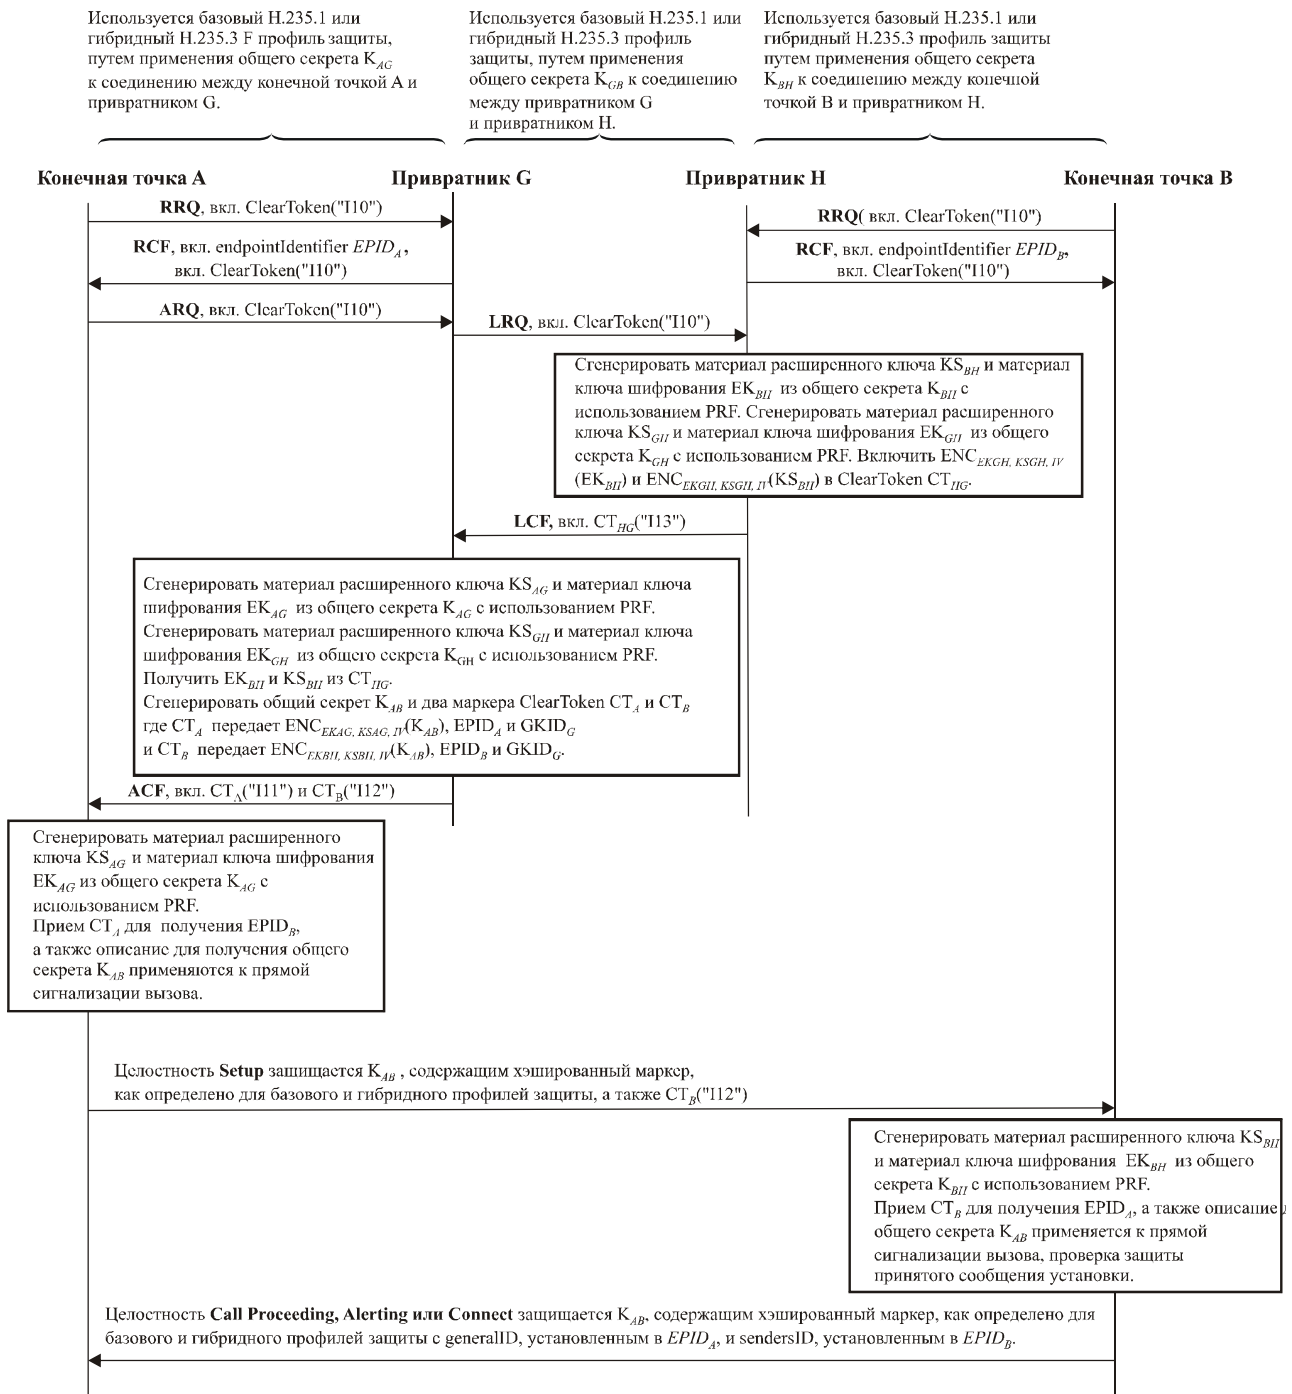 Используется базовый H.235.1 или
гибридный H.235.3 F профиль защиты,
путем применения общего секрета K_AG
к соединению между конечной точкой A и
привратником G.
Используется базовый H.235.1 или
гибридный H.235.3 профиль
защиты, путем применения
общего секрета K_GB к соединению
между привратником G
и привратником H.
Используется базовый H.235.1 или
гибридный H.235.3 профиль защиты
путем применения общего секрета
K_BH к соединению между конечной
точкой B и привратником H.
Конечная точка A
Привратник G
Привратник H
Конечная точка B
RRQ, вкл. ClearToken("I10")
RRQ( вкл. ClearToken("I10")
RCF, вкл. endpointIdentifier EPID_A,
вкл. ClearToken("I10")
RCF, вкл. endpointIdentifier EPID_B,
вкл. ClearToken("I10")
ARQ, вкл. ClearToken("I10")
LRQ, вкл. ClearToken("I10")
Сгенерировать материал расширенного ключа KS_BH и материал
ключа шифрования EK_BH из общего секрета K_BH с
использованием PRF. Сгенерировать материал расширенного
ключа KS_GH и материал ключа шифрования EK_GH из общего
секрета K_GH с использованием PRF. Включить ENC_EKGH, KSGH, IV
(EK_BH) и ENC_EKGH, KSGH, IV(KS_BH) в ClearToken CT_HG.
LCF, вкл. CT_HG("I13")
Сгенерировать материал расширенного ключа KS_AG и материал ключа
шифрования EK_AG из общего секрета K_AG с использованием PRF.
Сгенерировать материал расширенного ключа KS_GH и материал ключа
шифрования EK_GH из общего секрета K_GH с использованием PRF.
Получить EK_BH и KS_BH из CT_HG.
Сгенерировать общий секрет K_AB и два маркера ClearToken CT_A и CT_B
где CT_A передает ENC_EKAG, KSAG, IV(K_AB), EPID_A и GKID_G
и CT_B передает ENC_EKBH, KSBH, IV(K_AB), EPID_B и GKID_G.
ACF, вкл. CT_A("I11") и CT_B("I12")
Сгенерировать материал расширенного
ключа KS_AG и материал ключа шифрования
EK_AG из общего секрета K_AG с
использованием PRF.
Прием CT_A для получения EPID_B,
а также описание для получения общего
секрета K_AB применяются к прямой
сигнализации вызова.
Целостность Setup защищается K_AB , содержащим хэшированный маркер,
как определено для базового и гибридного профилей защиты, а также CT_B("I12")
Сгенерировать материал расширенного ключа KS_BH
и материал ключа шифрования EK_BH из общего
секрета K_BH с использованием PRF.
Прием CT_B для получения EPID_A, а также описание
общего секрета K_AB применяется к прямой
сигнализации вызова, проверка защиты
принятого сообщения установки.
Целостность Call Proceeding, Alerting или Connect защищается K_AB, содержащим хэшированный маркер, как определено для
базового и гибридного профилей защиты с generalID, установленным в EPID_A, и sendersID, установленным в EPID_B.